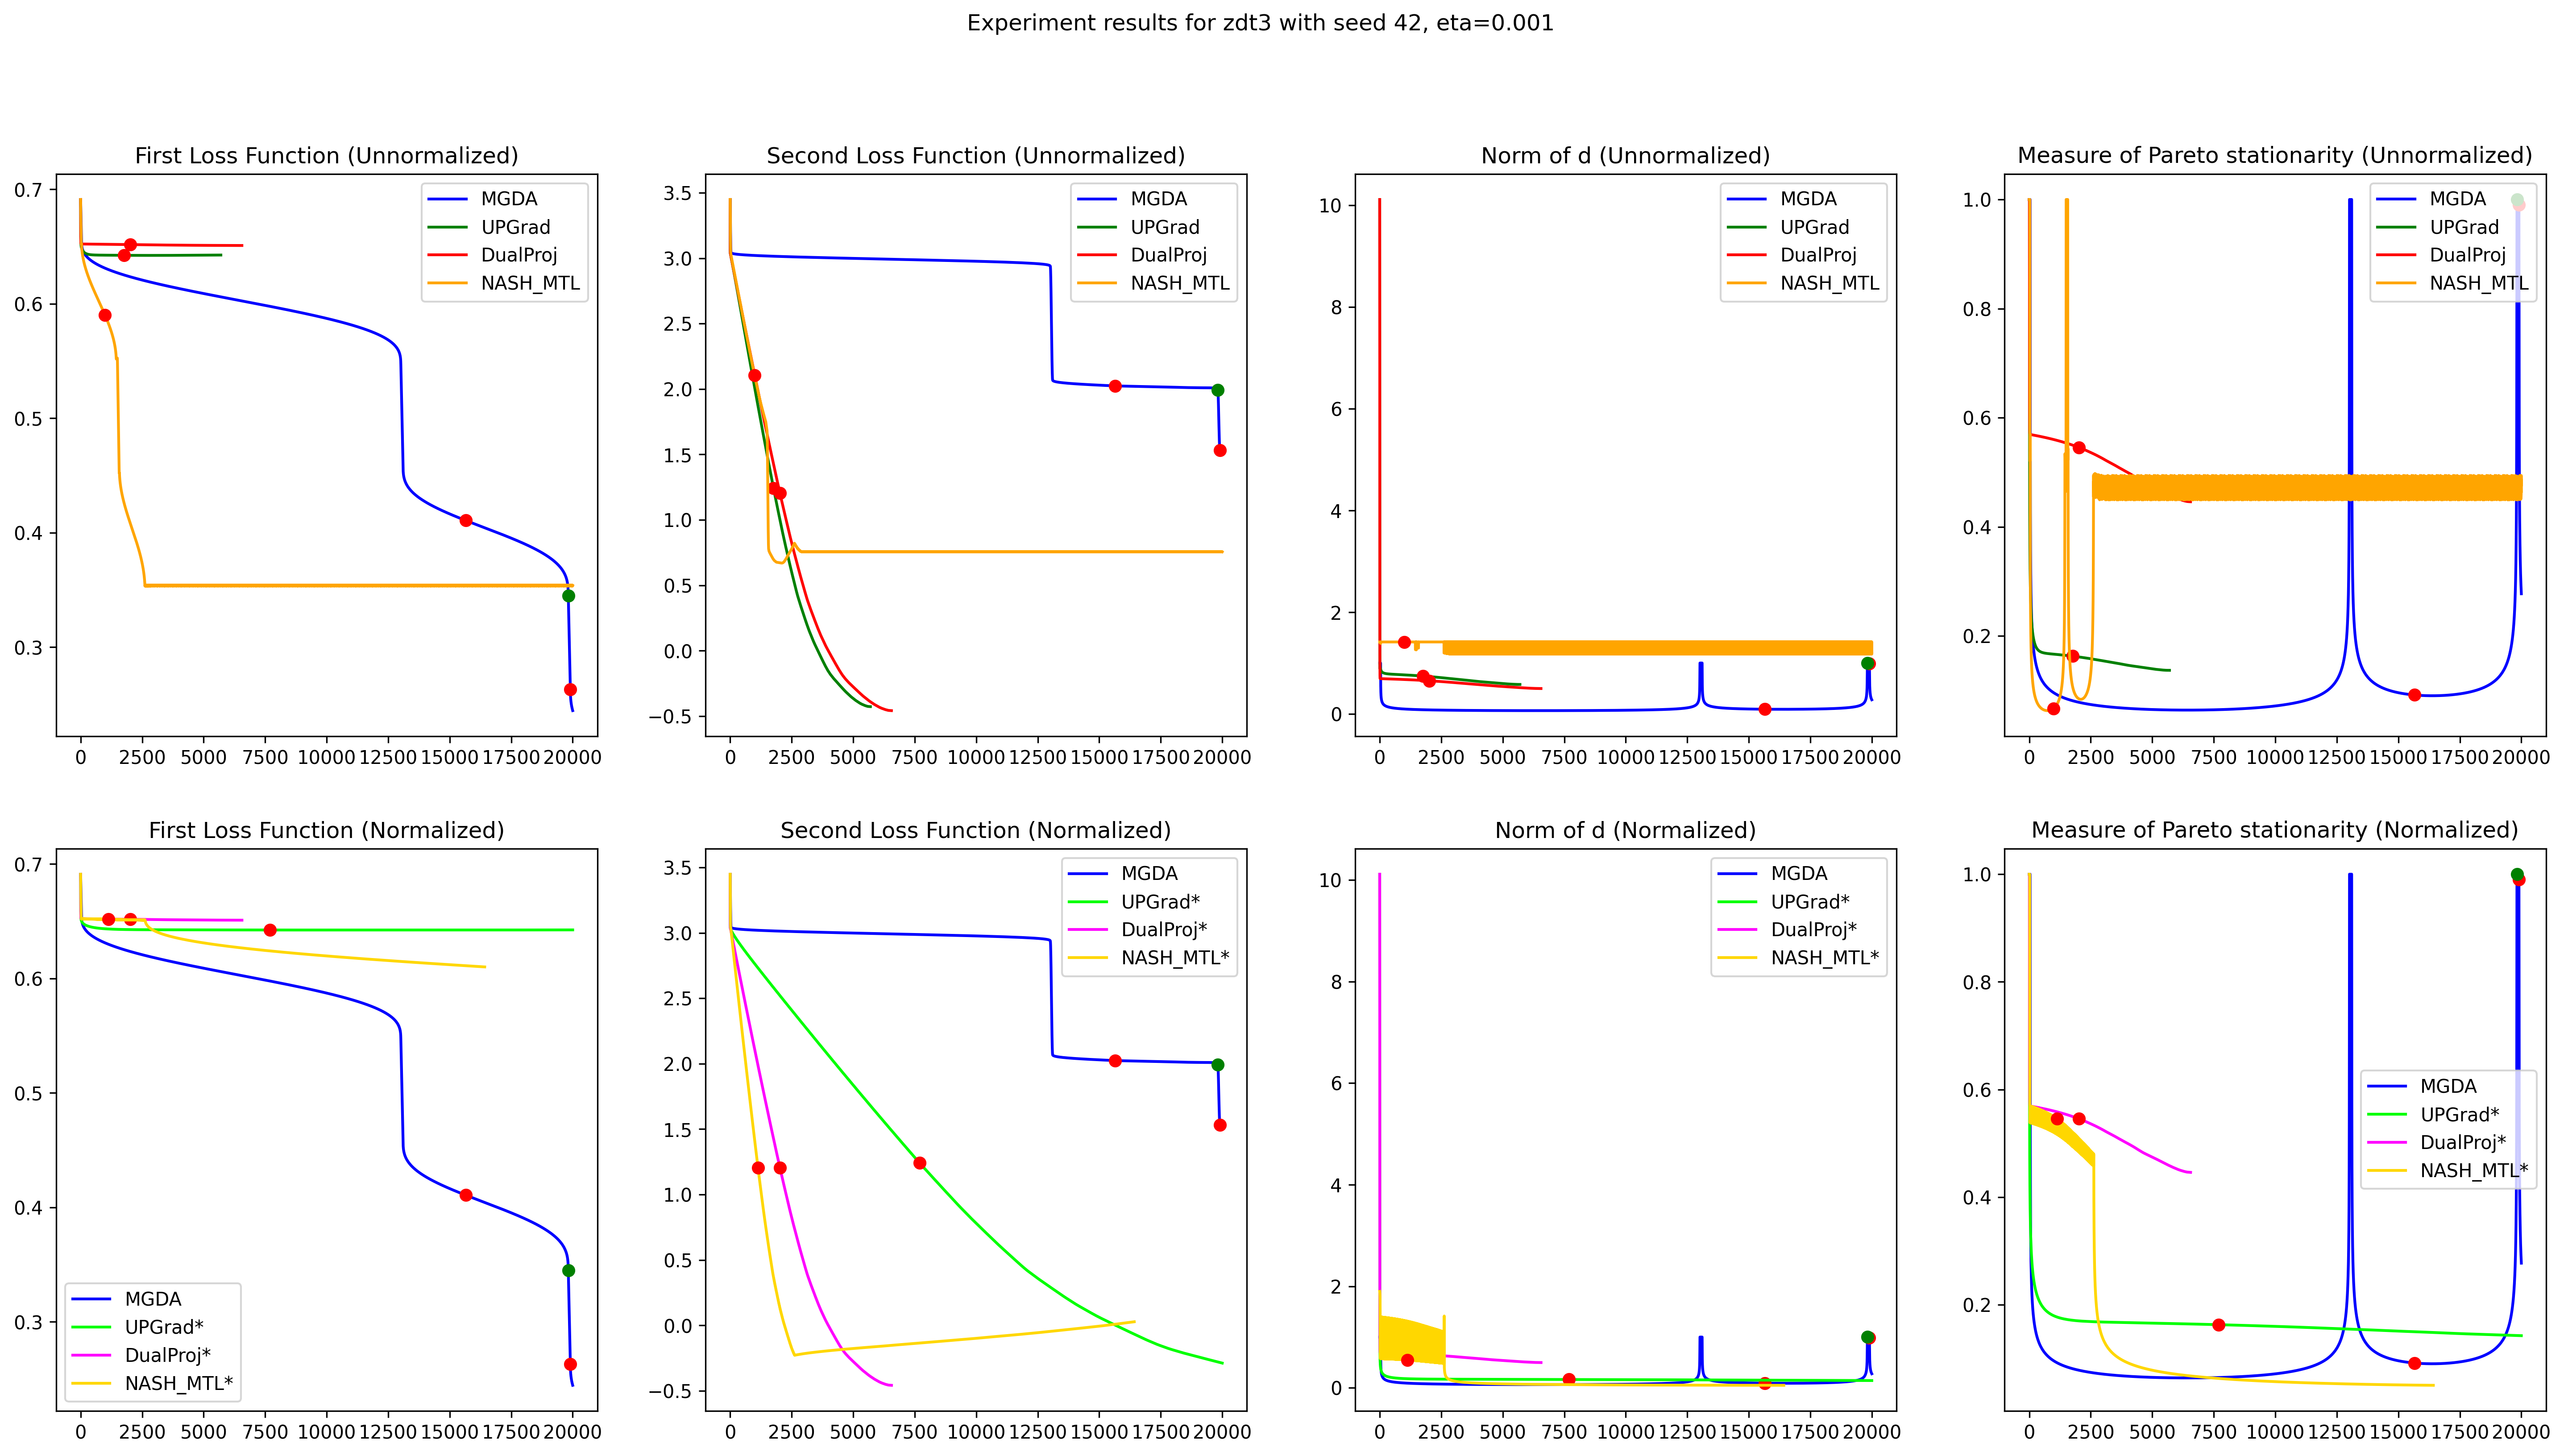 Experiment results for zdt3 with seed 42, eta=0.001
First Loss Function (Unnormalized)
0.7
0.6
0.5
0.4
0.3
0 2500 5000 7500 10000 12500 15000 17500 20000
MGDA
UPGrad
DualProj
NASH_MTL
Second Loss Function (Unnormalized)
3.5
3.0
2.5
2.0
1.5
1.0
0.5
0.0
−0.5
0 2500 5000 7500 10000 12500 15000 17500 20000
MGDA
UPGrad
DualProj
NASH_MTL
Norm of d (Unnormalized)
10
8
6
4
2
0
0 2500 5000 7500 10000 12500 15000 17500 20000
MGDA
UPGrad
DualProj
NASH_MTL
Measure of Pareto stationarity (Unnormalized)
1.0
0.8
0.6
0.4
0.2
0 2500 5000 7500 10000 12500 15000 17500 20000
MGDA
UPGrad
DualProj
NASH_MTL
First Loss Function (Normalized)
0.7
0.6
0.5
0.4
0.3
0 2500 5000 7500 10000 12500 15000 17500 20000
MGDA
UPGrad*
DualProj*
NASH_MTL*
Second Loss Function (Normalized)
3.5
3.0
2.5
2.0
1.5
1.0
0.5
0.0
−0.5
0 2500 5000 7500 10000 12500 15000 17500 20000
MGDA
UPGrad*
DualProj*
NASH_MTL*
Norm of d (Normalized)
10
8
6
4
2
0
0 2500 5000 7500 10000 12500 15000 17500 20000
MGDA
UPGrad*
DualProj*
NASH_MTL*
Measure of Pareto stationarity (Normalized)
1.0
0.8
0.6
0.4
0.2
0 2500 5000 7500 10000 12500 15000 17500 20000
MGDA
UPGrad*
DualProj*
NASH_MTL*